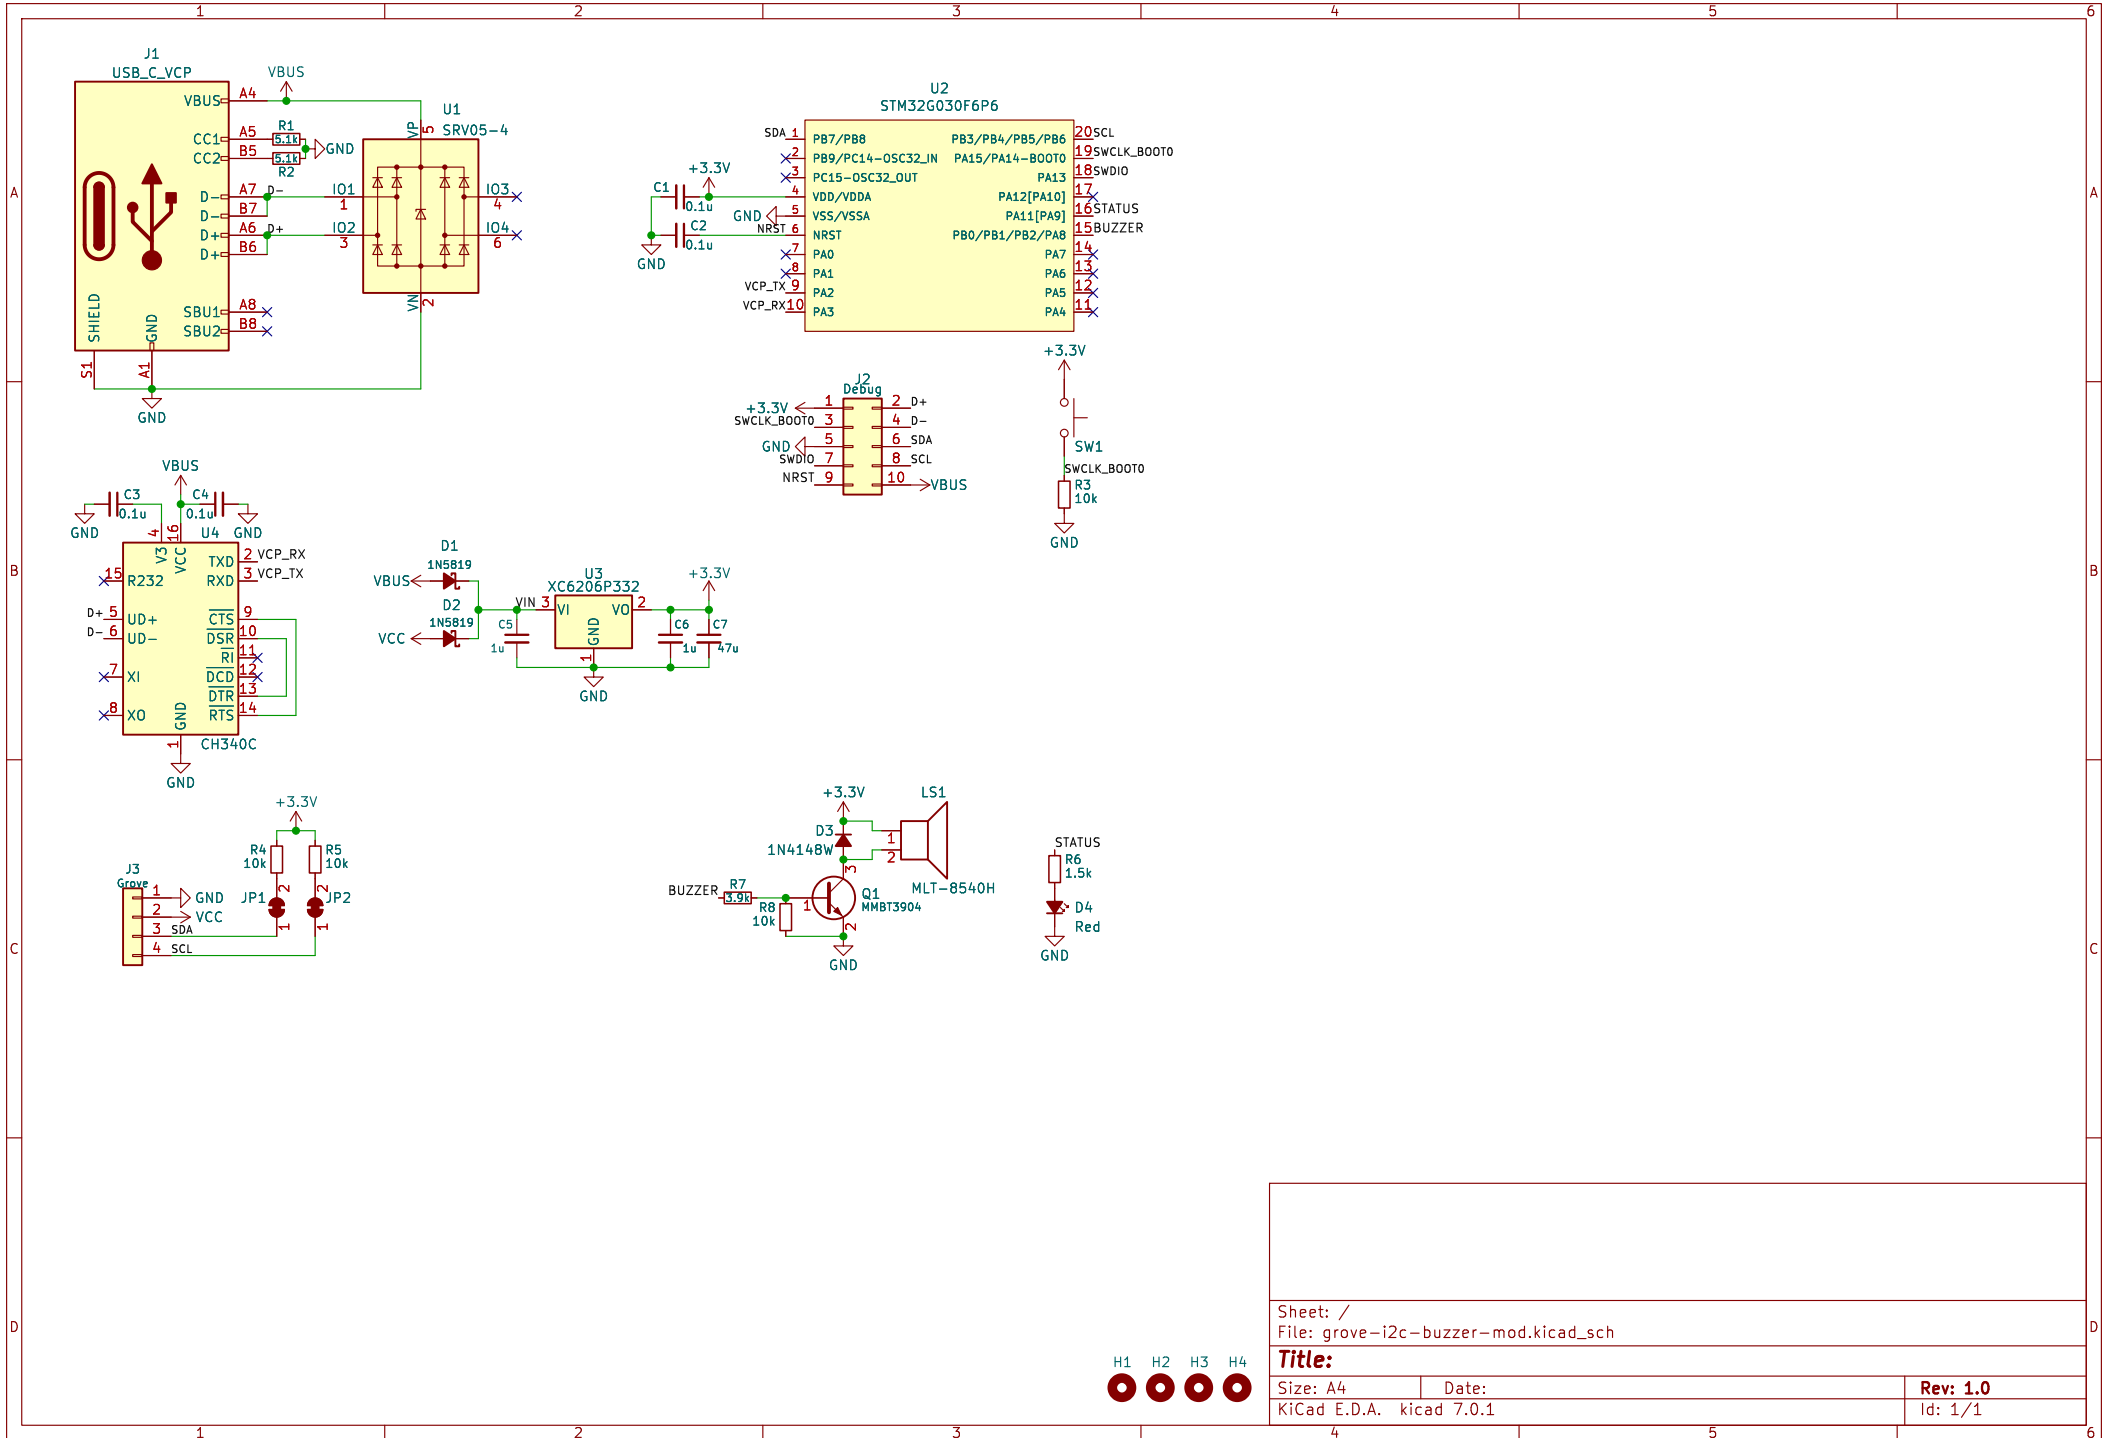 1 2 3 4 5 6
A
B
C
D
A
B
C
D
J1
USB_C_VCP
VBUS
VBUS A4
CC1 A5
CC2 B5
D- A7
D- B7
D+ A6
D+ B6
SBU1 A8
SBU2 B8
SHIELD
GND
S1
A1
GND
R1
5.1k
5.1k
R2
GND
D-
D+
U1
SRV05-4
VP
5
IO1
1
IO2
3
IO3
4
IO4
6
VN
2
U2
STM32G030F6P6
SDA 1 PB7/PB8
2 PB9/PC14-OSC32_IN
3 PC15-OSC32_OUT
4 VDD/VDDA
5 VSS/VSSA
NRST 6 NRST
7 PA0
8 PA1
VCP_TX 9 PA2
VCP_RX 10 PA3
PB3/PB4/PB5/PB6 20 SCL
PA15/PA14-BOOT0 19 SWCLK_BOOT0
PA13 18 SWDIO
PA12[PA10] 17
PA11[PA9] 16 STATUS
PB0/PB1/PB2/PA8 15 BUZZER
PA7 14
PA6 13
PA5 12
PA4 11
C1
0.1u
+3.3V
GND
C2
0.1u
GND
J2
Debug
+3.3V 1 2 D+
SWCLK_BOOT0 3 4 D-
GND 5 6 SDA
SWDIO 7 8 SCL
NRST 9 10 VBUS
+3.3V
SW1
SWCLK_BOOT0
R3
10k
GND
VBUS
C3
0.1u
C4
0.1u
GND
GND
U4
4
16
V3
VCC
15 R232
D+ 5 UD+
D- 6 UD-
7 XI
8 XO
TXD 2 VCP_RX
RXD 3 VCP_TX
CTS 9
DSR 10
RI 11
DCD 12
DTR 13
RTS 14
GND
1
CH340C
GND
D1
1N5819
VBUS
D2
1N5819
VCC
VIN
U3
XC6206P332
3 VI VO 2
GND
1
C5
1u
+3.3V
C6
1u
C7
47u
GND
+3.3V
R4
10k
R5
10k
2
2
JP1
JP2
1
1
J3
Grove
1 GND
2 VCC
3 SDA
4 SCL
+3.3V
LS1
D3
1N4148W
1
2
MLT-8540H
3
BUZZER
R7
3.9k
R8
10k
1
Q1
MMBT3904
2
GND
STATUS
R6
1.5k
D4
Red
GND
H1 H2 H3 H4
Sheet: /
File: grove-i2c-buzzer-mod.kicad_sch
Title:
Size: A4 Date: Rev: 1.0
KiCad E.D.A. kicad 7.0.1 Id: 1/1
1 2 3 4 5 6